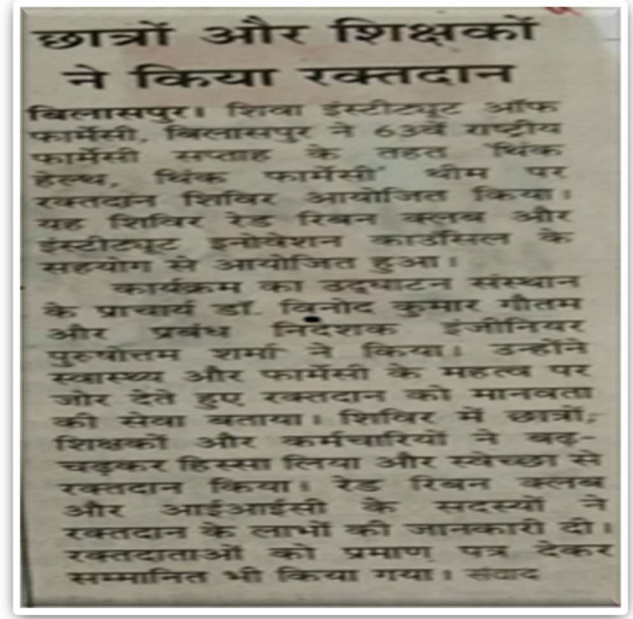 छात्रों और शिक्षकों
ने किया रक्तदान
बिलासपुर। शिवा इंस्टीट्यूट ऑफ
फार्मेसी, बिलासपुर ने 63वें राष्ट्रीय
फार्मेसी सप्ताह के तहत 'थिंक
हेल्थ, थिंक फार्मेसी' थीम पर
रक्तदान शिविर आयोजित किया।
यह शिविर रेड रिबन क्लब और
इंस्टीट्यूट इनोवेशन काउंसिल के
सहयोग से आयोजित हुआ।
कार्यक्रम का उद्घाटन संस्थान
के प्राचार्य डॉ. विनोद कुमार गौतम
और प्रबंध निदेशक इंजीनियर
पुरुषोत्तम शर्मा ने किया। उन्होंने
स्वास्थ्य और फार्मेसी के महत्व पर
जोर देते हुए रक्तदान को मानवता
की सेवा बताया। शिविर में छात्रों,
शिक्षकों और कर्मचारियों ने बढ़-
चढ़कर हिस्सा लिया और स्वेच्छा से
रक्तदान किया। रेड रिबन क्लब
और आईआईसी के सदस्यों ने
रक्तदान के लाभों की जानकारी दी।
रक्तदाताओं को प्रमाण पत्र देकर
सम्मानित भी किया गया। संवाद